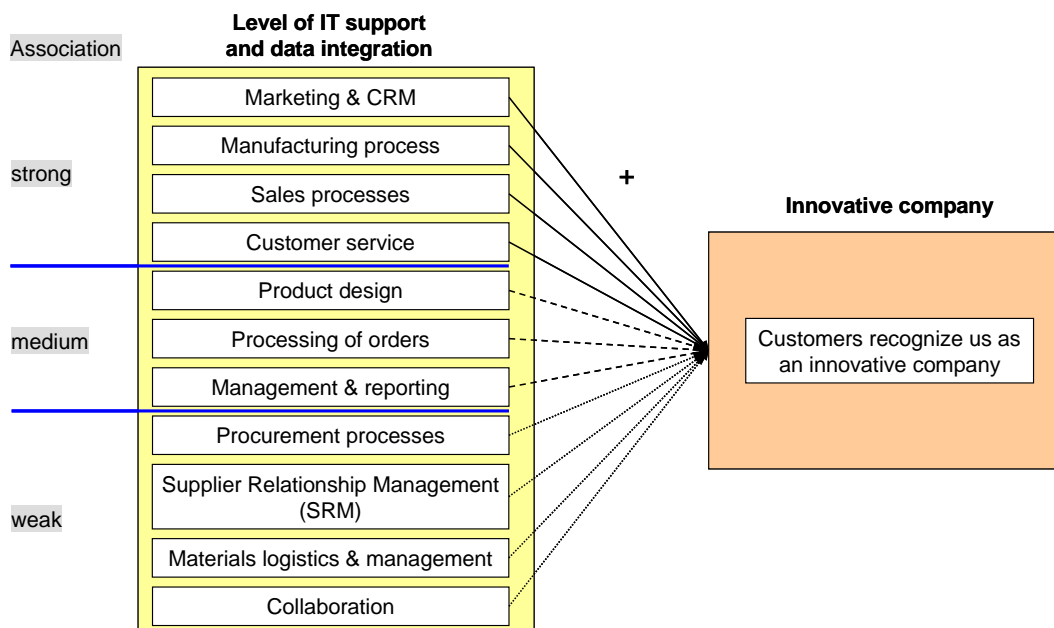 Level of IT support
and data integration
Association
Marketing & CRM
Manufacturing process
strong
Sales processes
Customer service
+
Innovative company
Product design
medium
Processing of orders
Management & reporting
Customers recognize us as
an innovative company
Procurement processes
Supplier Relationship Management
(SRM)
weak
Materials logistics & management
Collaboration